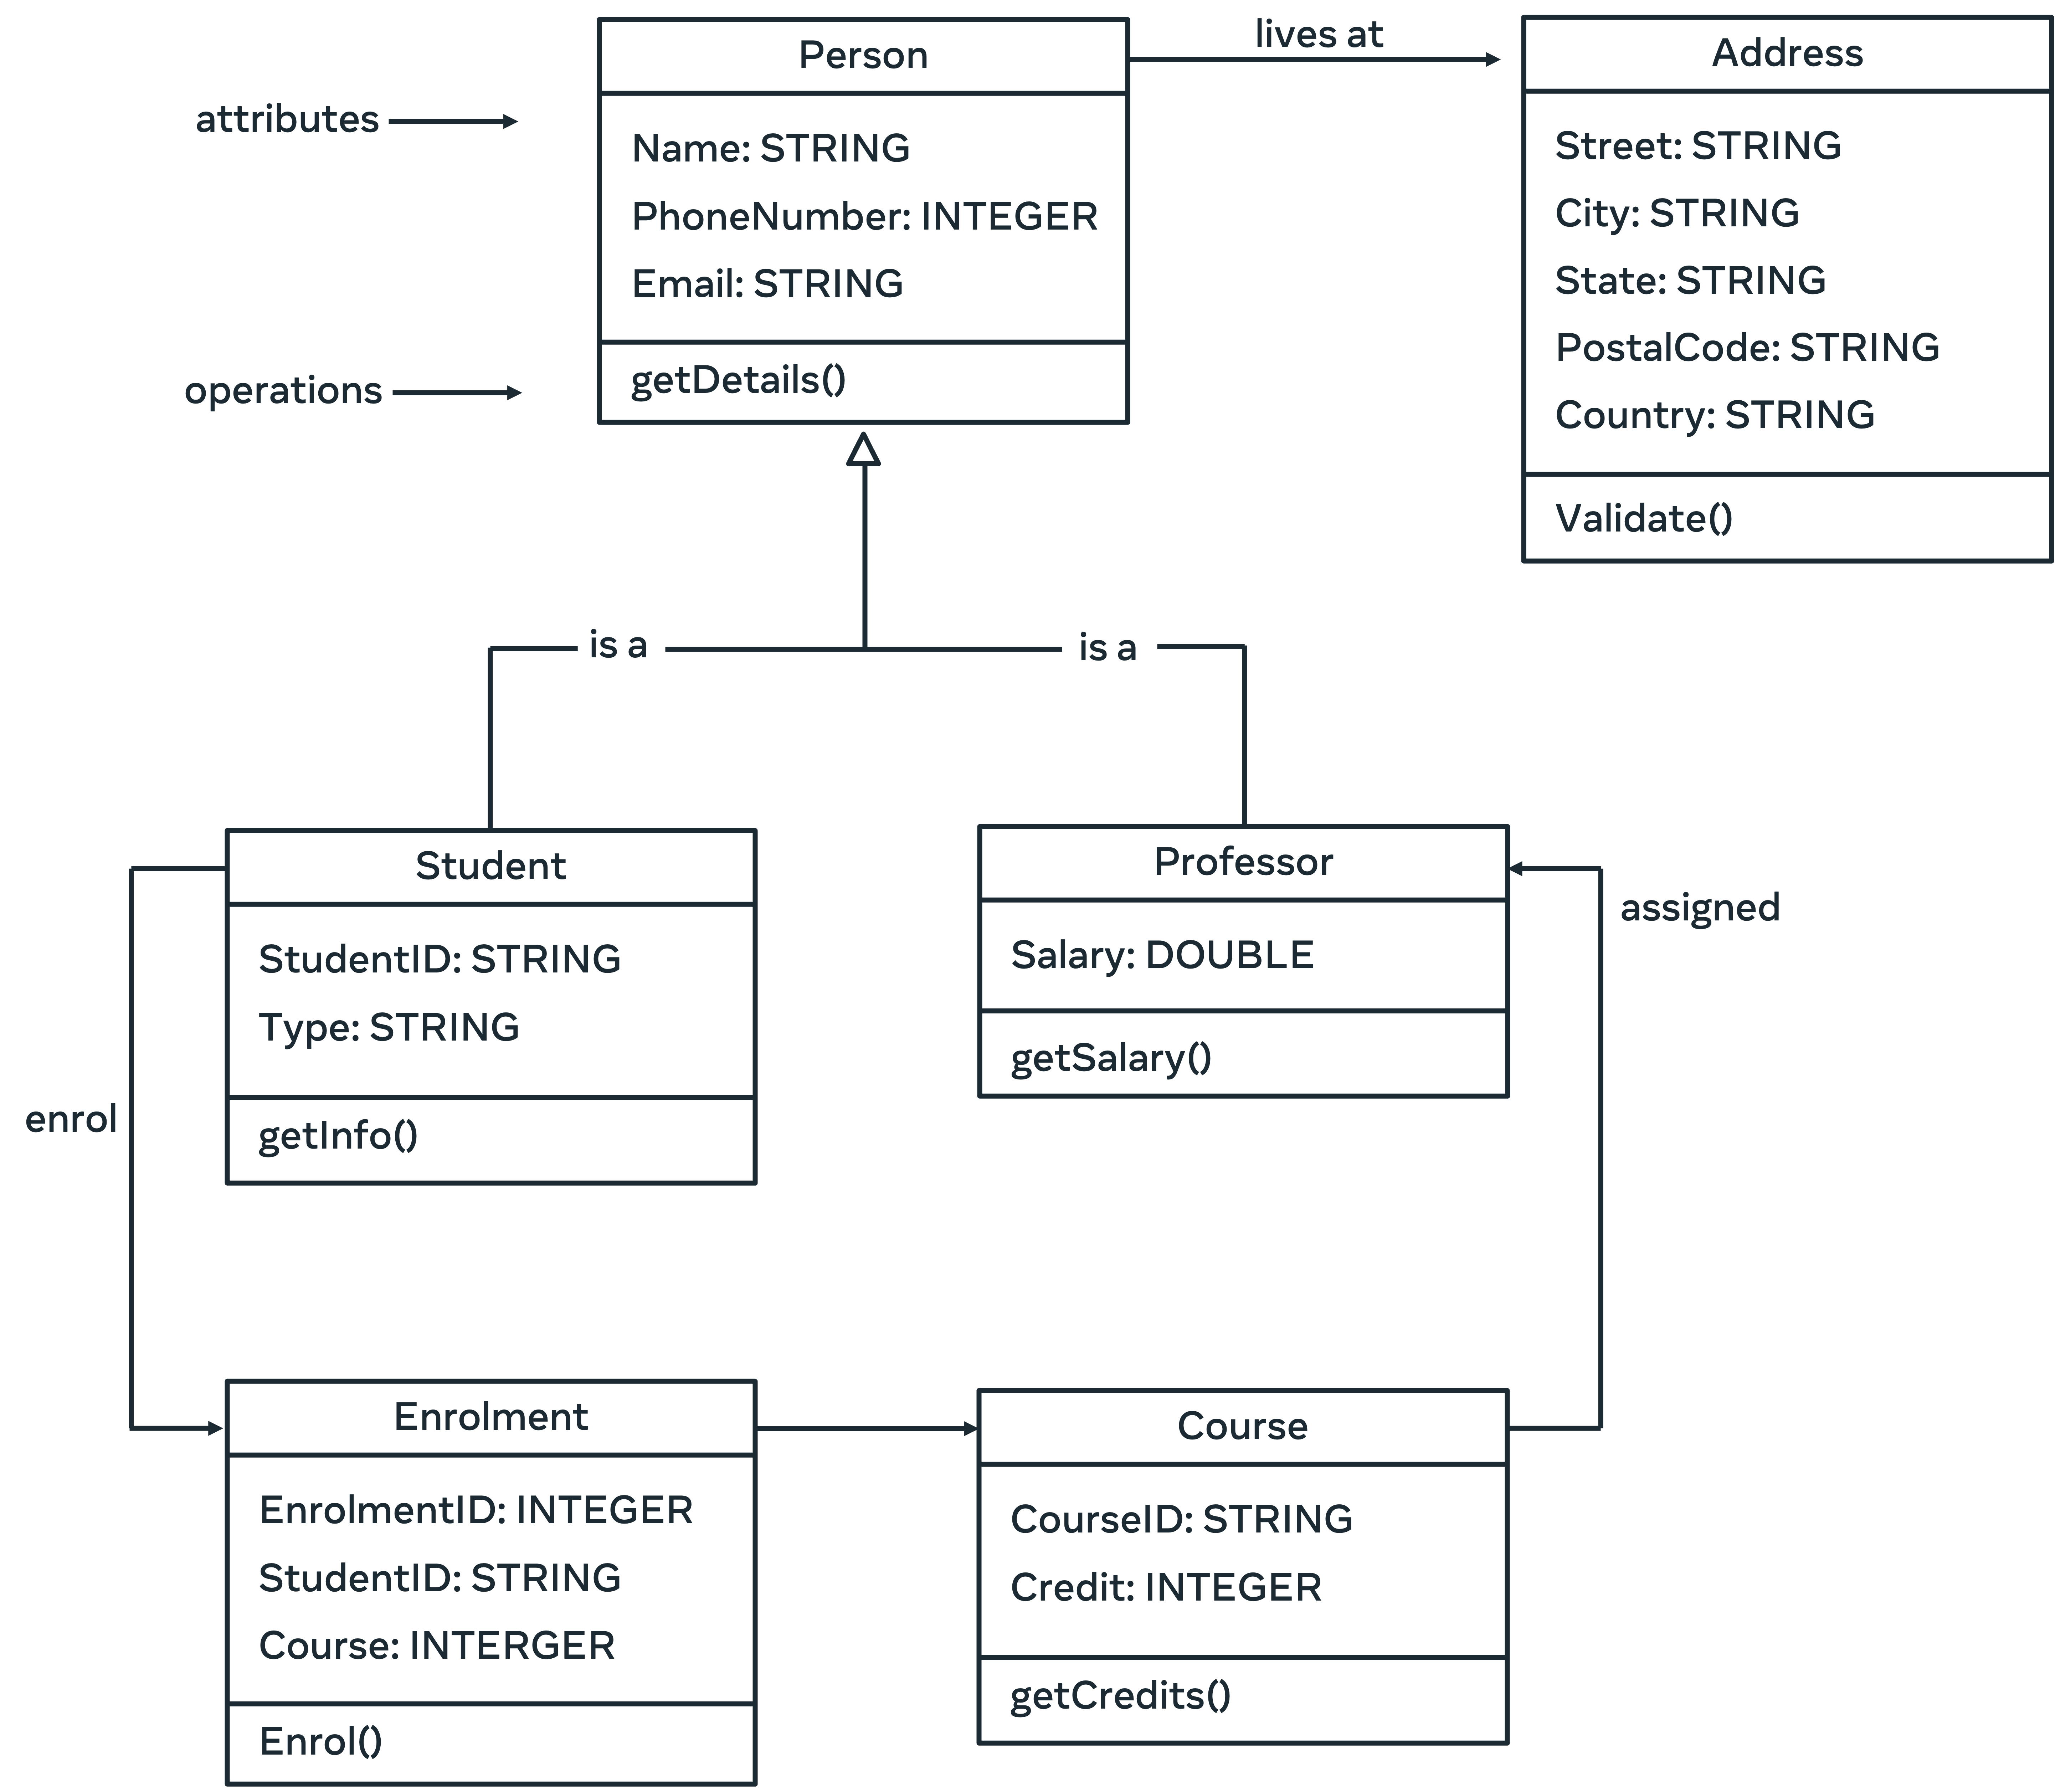 Person
lives at
Address
attributes
Name: STRING
PhoneNumber: INTEGER
Email: STRING
operations
getDetails()
Street: STRING
City: STRING
State: STRING
PostalCode: STRING
Country: STRING
Validate()
is a
is a
Student
StudentID: STRING
Type: STRING
getInfo()
Professor
Salary: DOUBLE
getSalary()
assigned
enrol
Enrolment
EnrolmentID: INTEGER
StudentID: STRING
Course: INTERGER
Enrol()
Course
CourseID: STRING
Credit: INTEGER
getCredits()